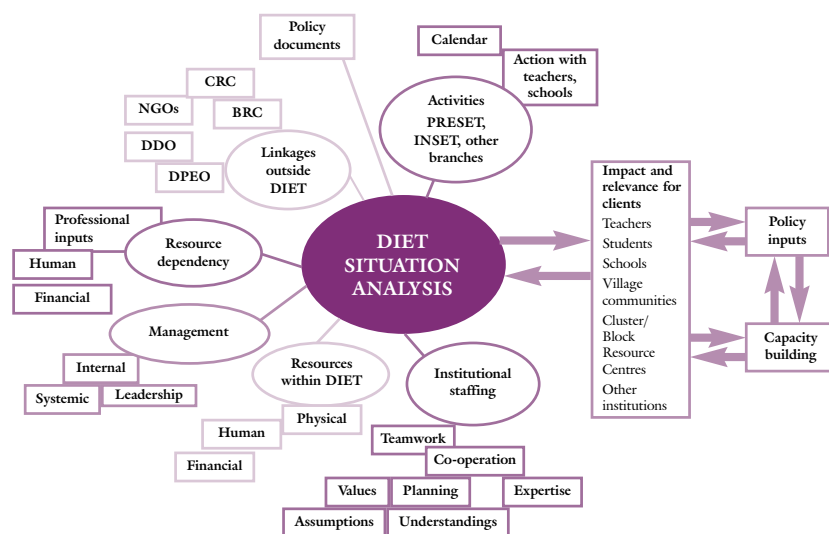 Policy
documents
Calendar
Action with
teachers,
schools
CRC
NGOs
BRC
DDO
DPEO
Linkages
outside
DIET
Activities
PRESET,
INSET, other
branches
Professional
inputs
Human
Financial
Resource
dependency
DIET
SITUATION
ANALYSIS
Impact and
relevance for
clients
Teachers
Students
Schools
Village
communities
Cluster/
Block
Resource
Centres
Other
institutions
Policy
inputs
Capacity
building
Management
Internal
Systemic
Leadership
Resources
within DIET
Physical
Human
Financial
Institutional
staffing
Teamwork
Co-operation
Values
Planning
Expertise
Assumptions
Understandings